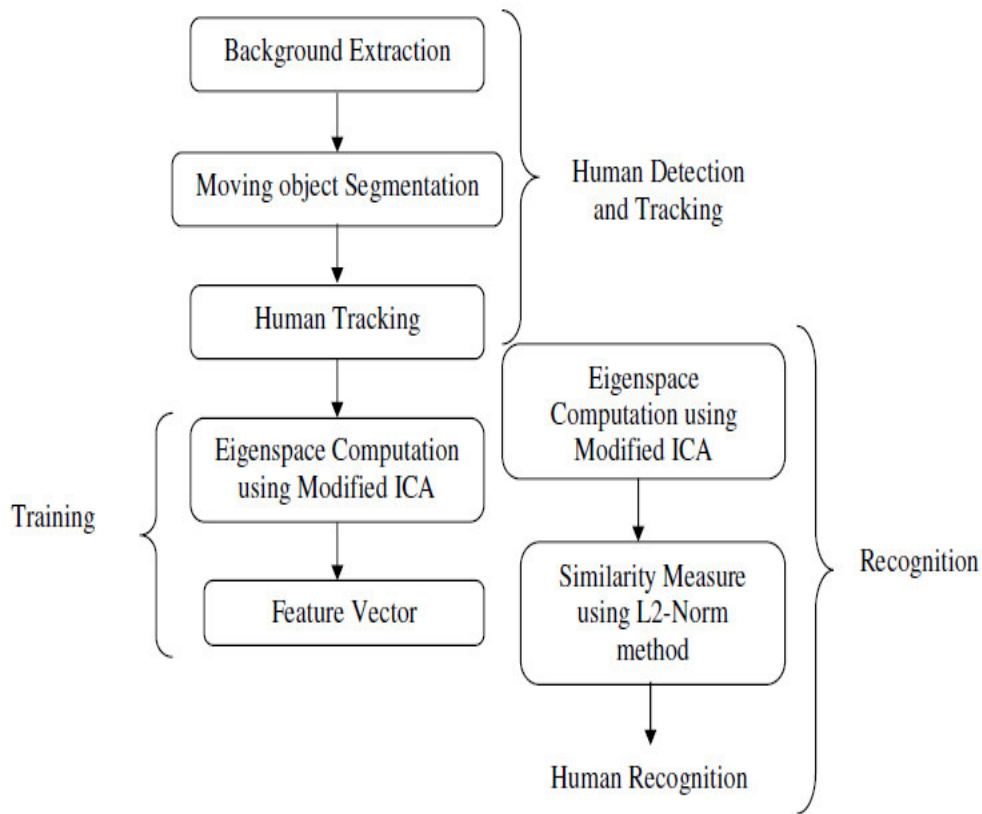 Background Extraction
Moving object Segmentation
Human Detection
and Tracking
Human Tracking
Eigenspace Computation
using Modified ICA
Training
Feature Vector
Eigenspace
Computation using
Modified ICA
Similarity Measure
using L2-Norm
method
Recognition
Human Recognition